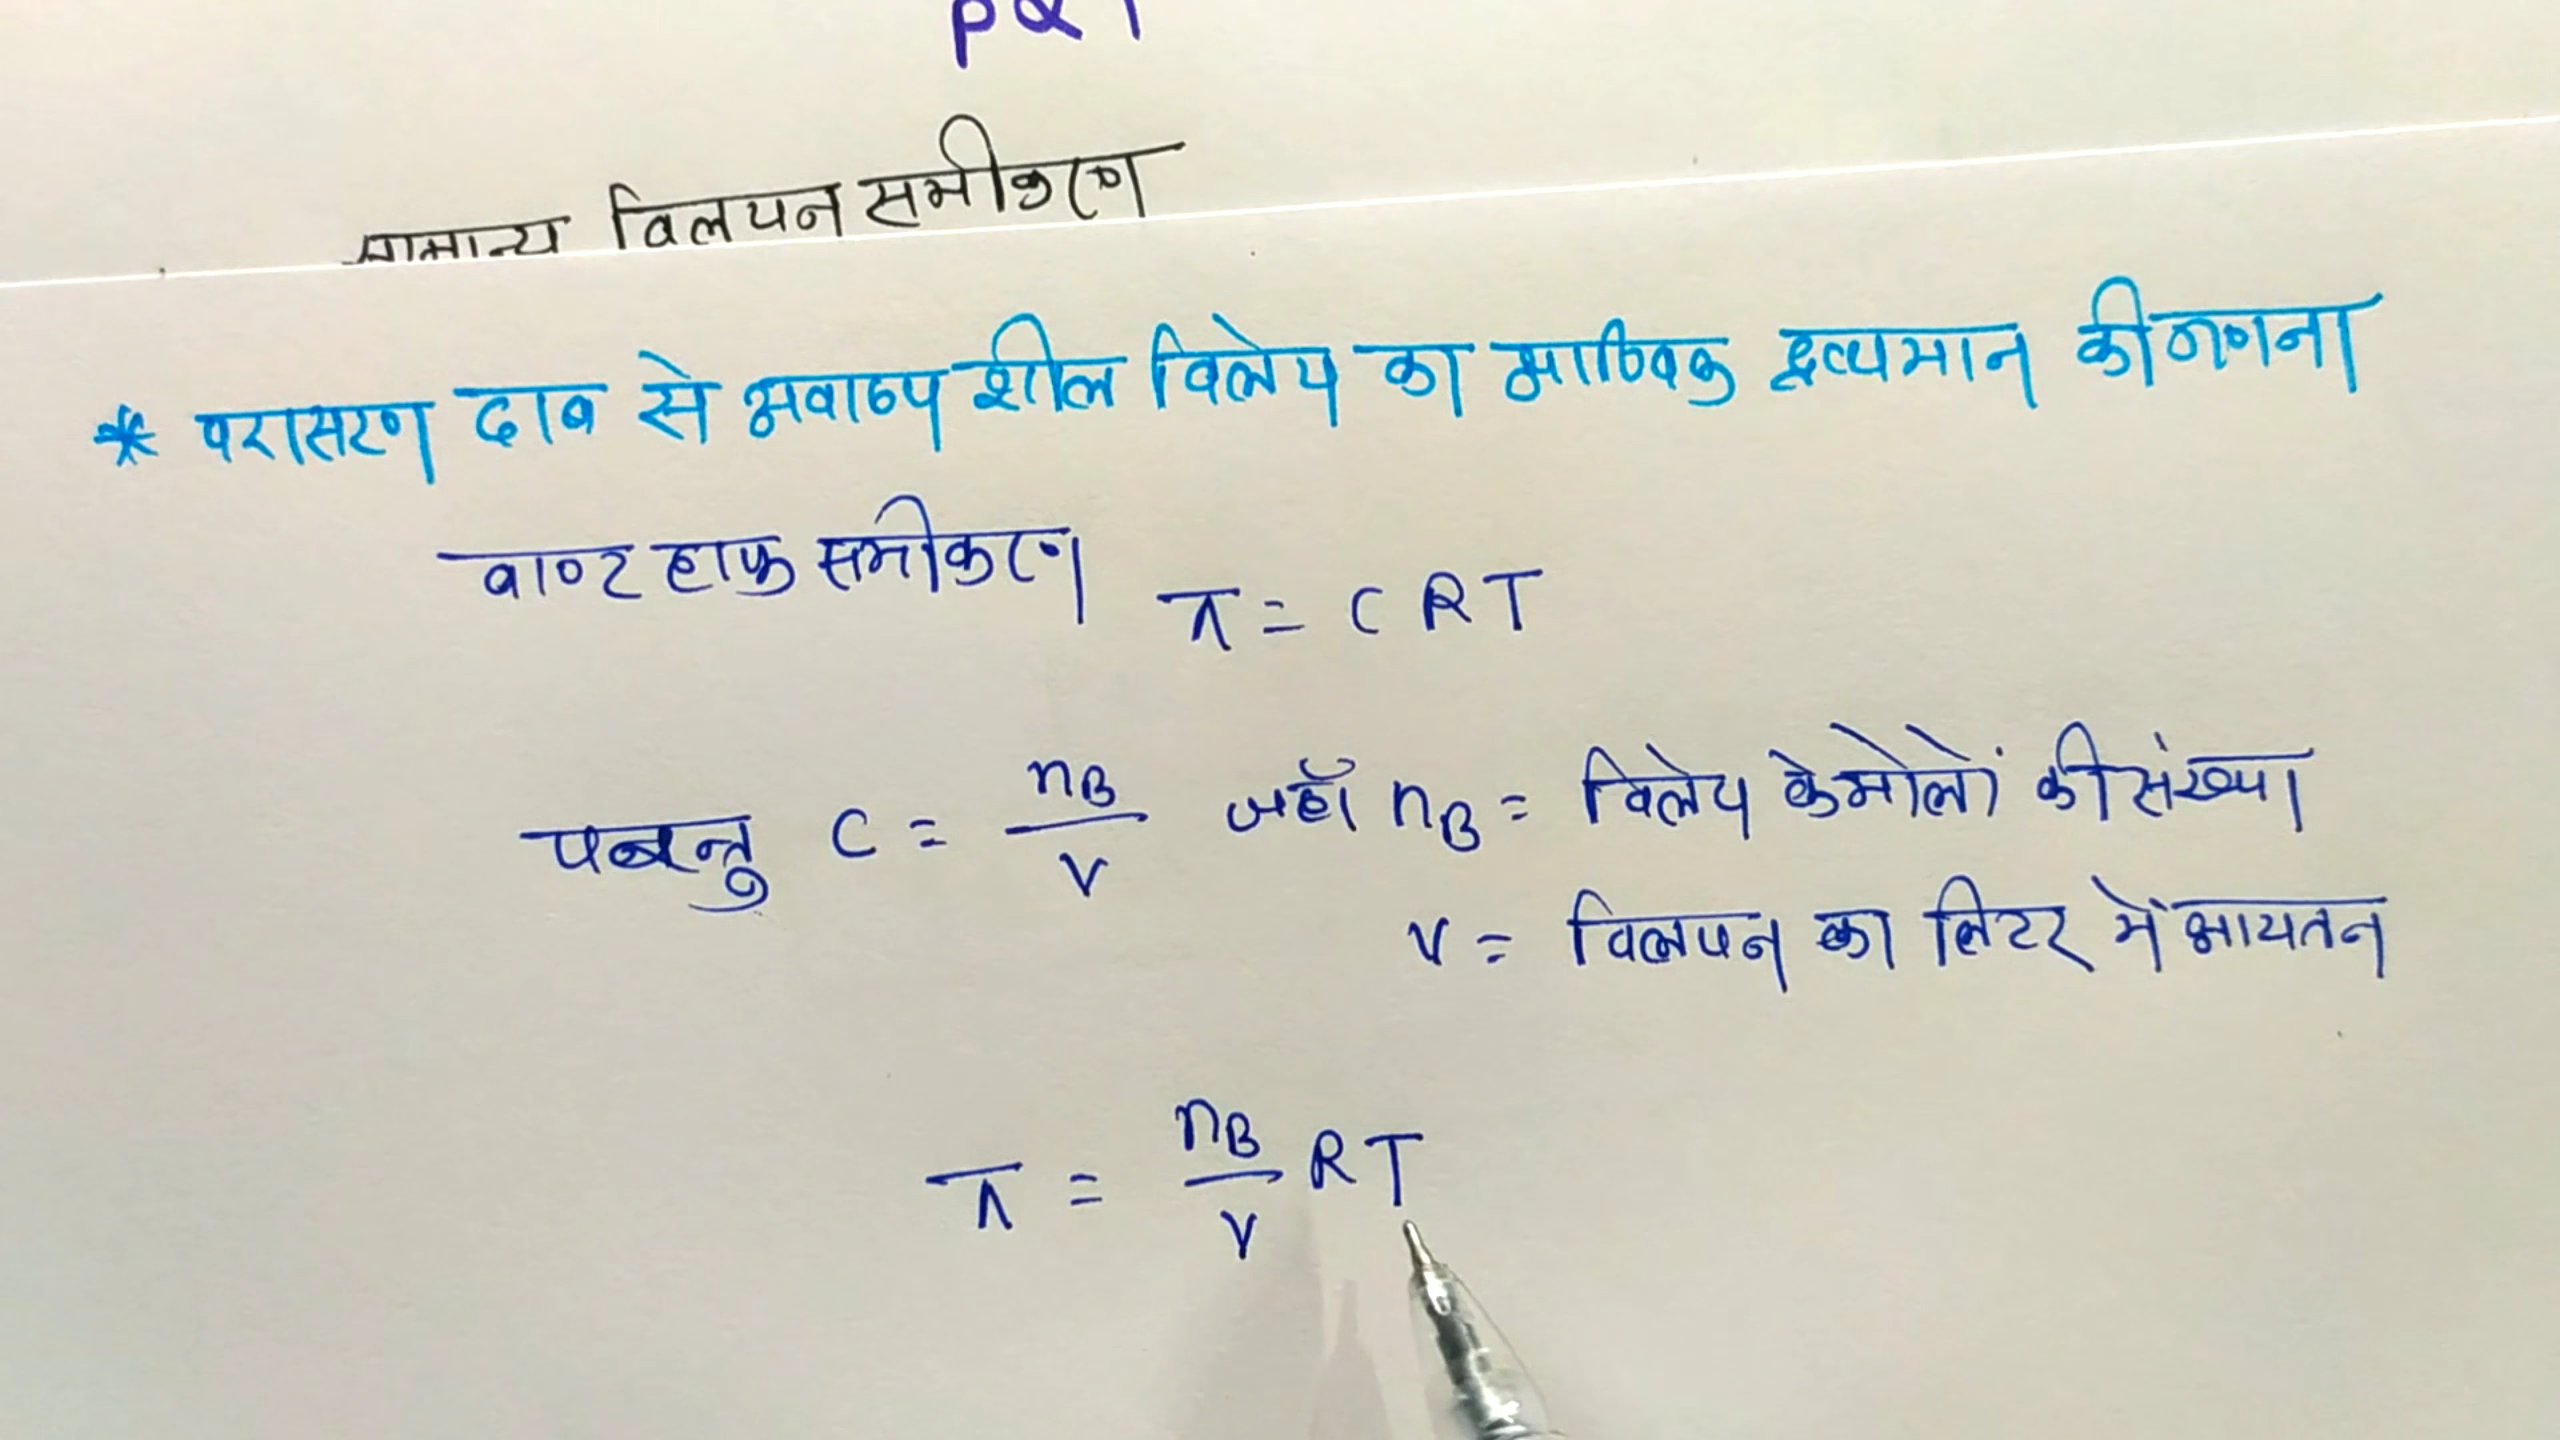 सामान्य विलयन समीकरण
* परासरण दाब से अवाष्पशील विलेय का आण्विक द्रव्यमान की गणना
वाण्ट हाफ समीकरण π = CRT
परन्तु C = nB/V जहाँ nB = विलेय के मोलों की संख्या
V = विलयन का लिटर में आयतन
π = nB/V RT